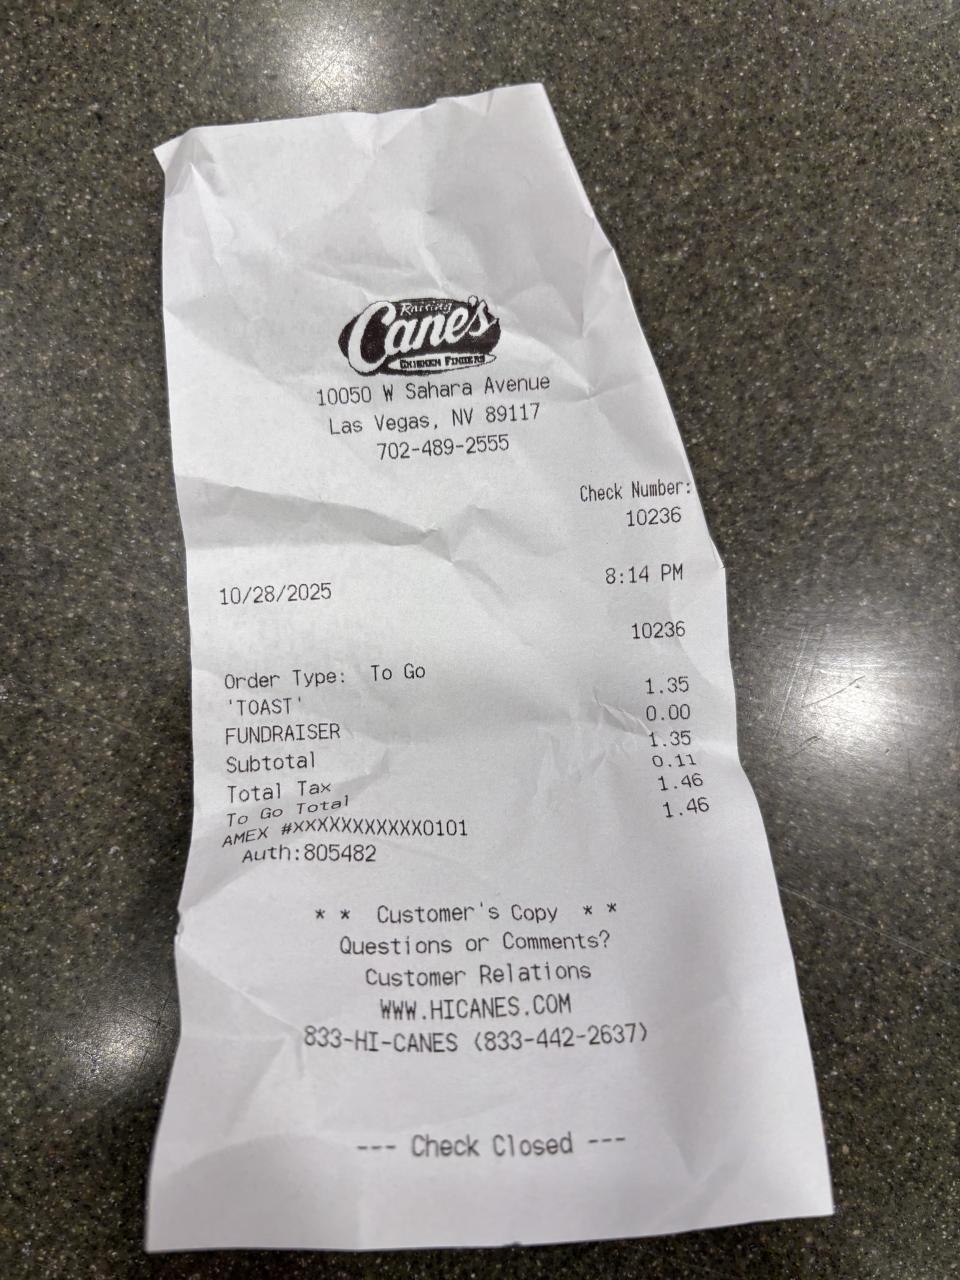 Raising
Cane's
CHICKEN FINGERS
10050 W Sahara Avenue
Las Vegas, NV 89117
702-489-2555
Check Number:
10236
10/28/2025 8:14 PM
10236
Order Type: To Go
'TOAST' 1.35
FUNDRAISER 0.00
Subtotal 1.35
Total Tax 0.11
To Go Total 1.46
AMEX #XXXXXXXXXXX0101 1.46
Auth:805482
* * Customer's Copy * *
Questions or Comments?
Customer Relations
WWW.HICANES.COM
833-HI-CANES (833-442-2637)
--- Check Closed ---